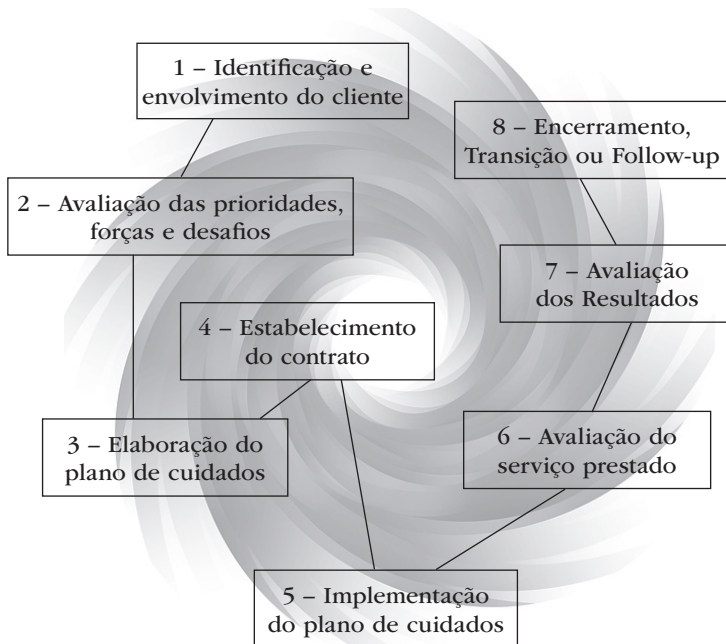 1 – Identificação e
envolvimento do cliente
2 – Avaliação das prioridades,
forças e desafios
3 – Elaboração do
plano de cuidados
4 – Estabelecimento
do contrato
5 – Implementação
do plano de cuidados
6 – Avaliação do
serviço prestado
7 – Avaliação
dos Resultados
8 – Encerramento,
Transição ou Follow-up